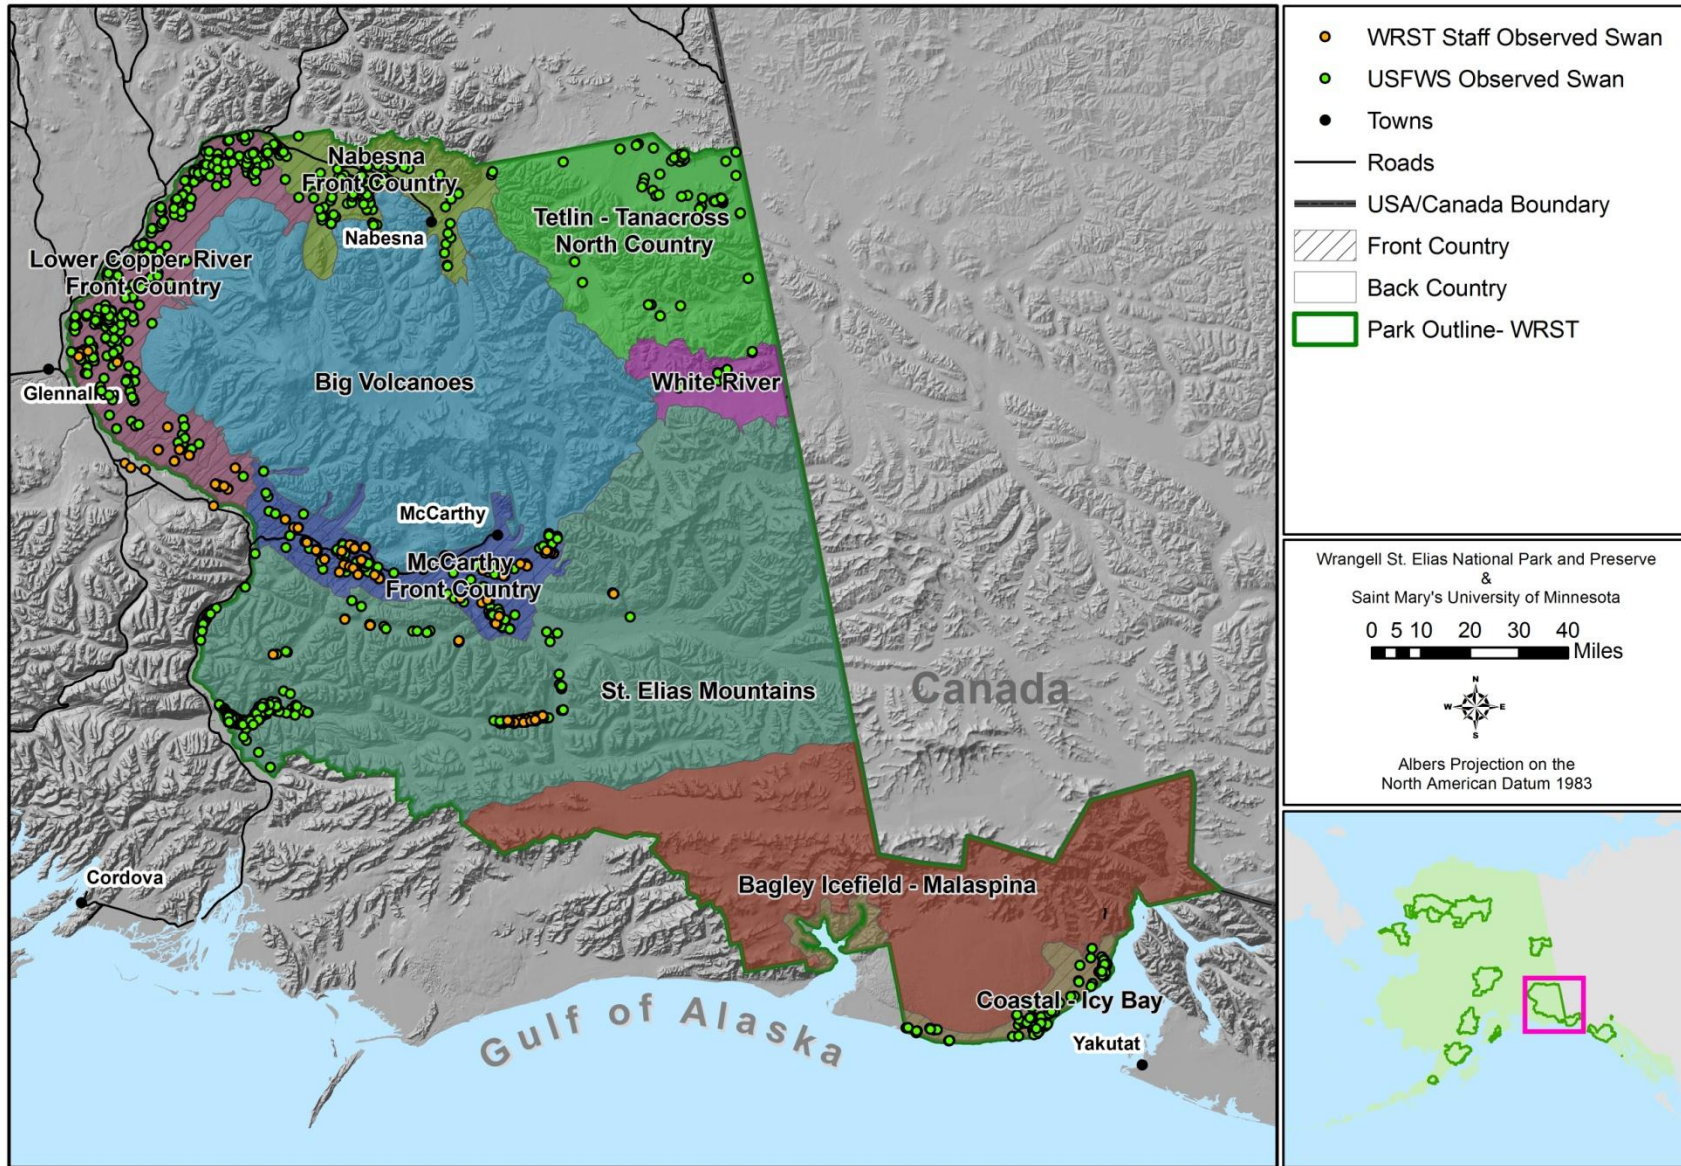 Nabesna
Front Country
Nabesna
Tetlin - Tanacross
North Country
Lower Copper River
Front Country
Big Volcanoes
White River
McCarthy
McCarthy
Front Country
St. Elias Mountains
Canada
Cordova
Bagley Icefield - Malaspina
Coastal - Icy Bay
Gulf of Alaska
Yakutat
WRST Staff Observed Swan
USFWS Observed Swan
Towns
Roads
USA/Canada Boundary
Front Country
Back Country
Park Outline- WRST
Wrangell St. Elias National Park and Preserve
&
Saint Mary's University of Minnesota
0 5 10 20 30 40
Miles
N
W E
S
Albers Projection on the
North American Datum 1983